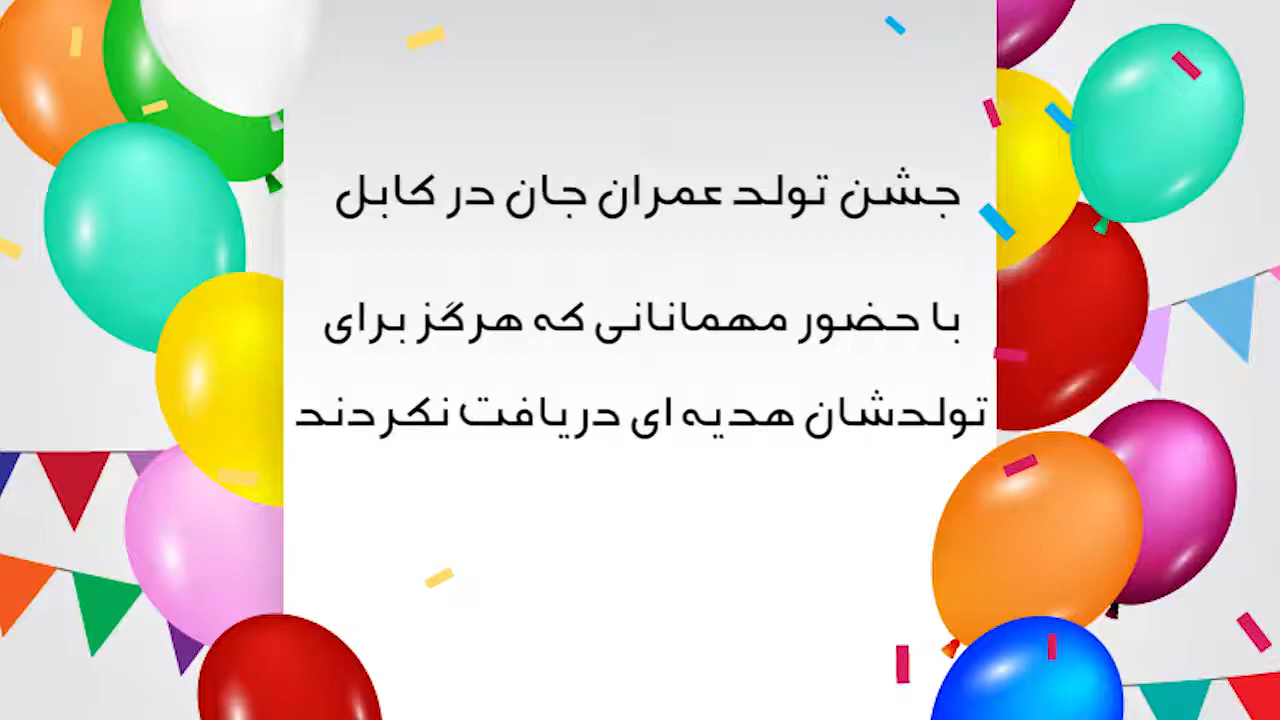 جشن تولد عمران جان در کابل
با حضور مهمانانی که هرگز برای
تولدشان هدیه ای دریافت نکردند